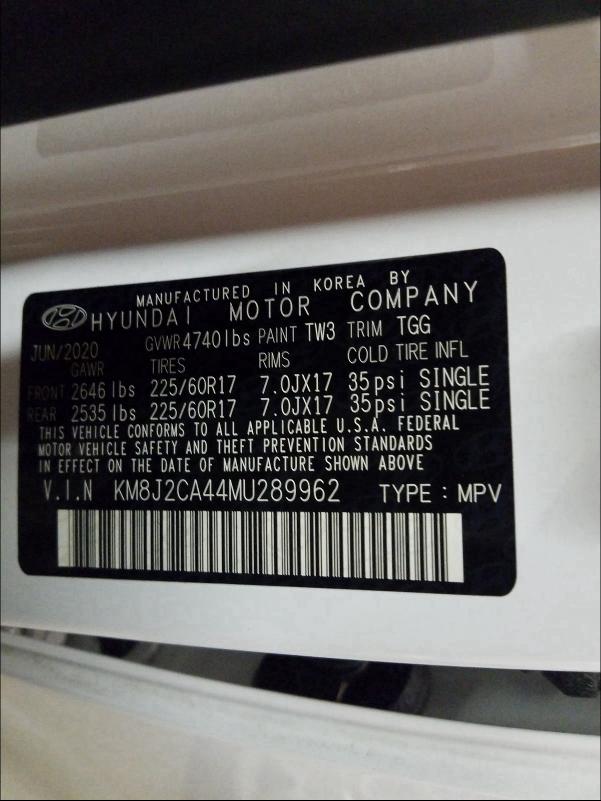 MANUFACTURED IN KOREA BY
HYUNDAI MOTOR COMPANY
JUN/2020 GVWR 4740lbs PAINT TW3 TRIM TGG
GAWR TIRES RIMS COLD TIRE INFL
FRONT 2646 lbs 225/60R17 7.0JX17 35psi SINGLE
REAR 2535 lbs 225/60R17 7.0JX17 35psi SINGLE
THIS VEHICLE CONFORMS TO ALL APPLICABLE U.S.A. FEDERAL
MOTOR VEHICLE SAFETY AND THEFT PREVENTION STANDARDS
IN EFFECT ON THE DATE OF MANUFACTURE SHOWN ABOVE
V.I.N KM8J2CA44MU289962 TYPE : MPV